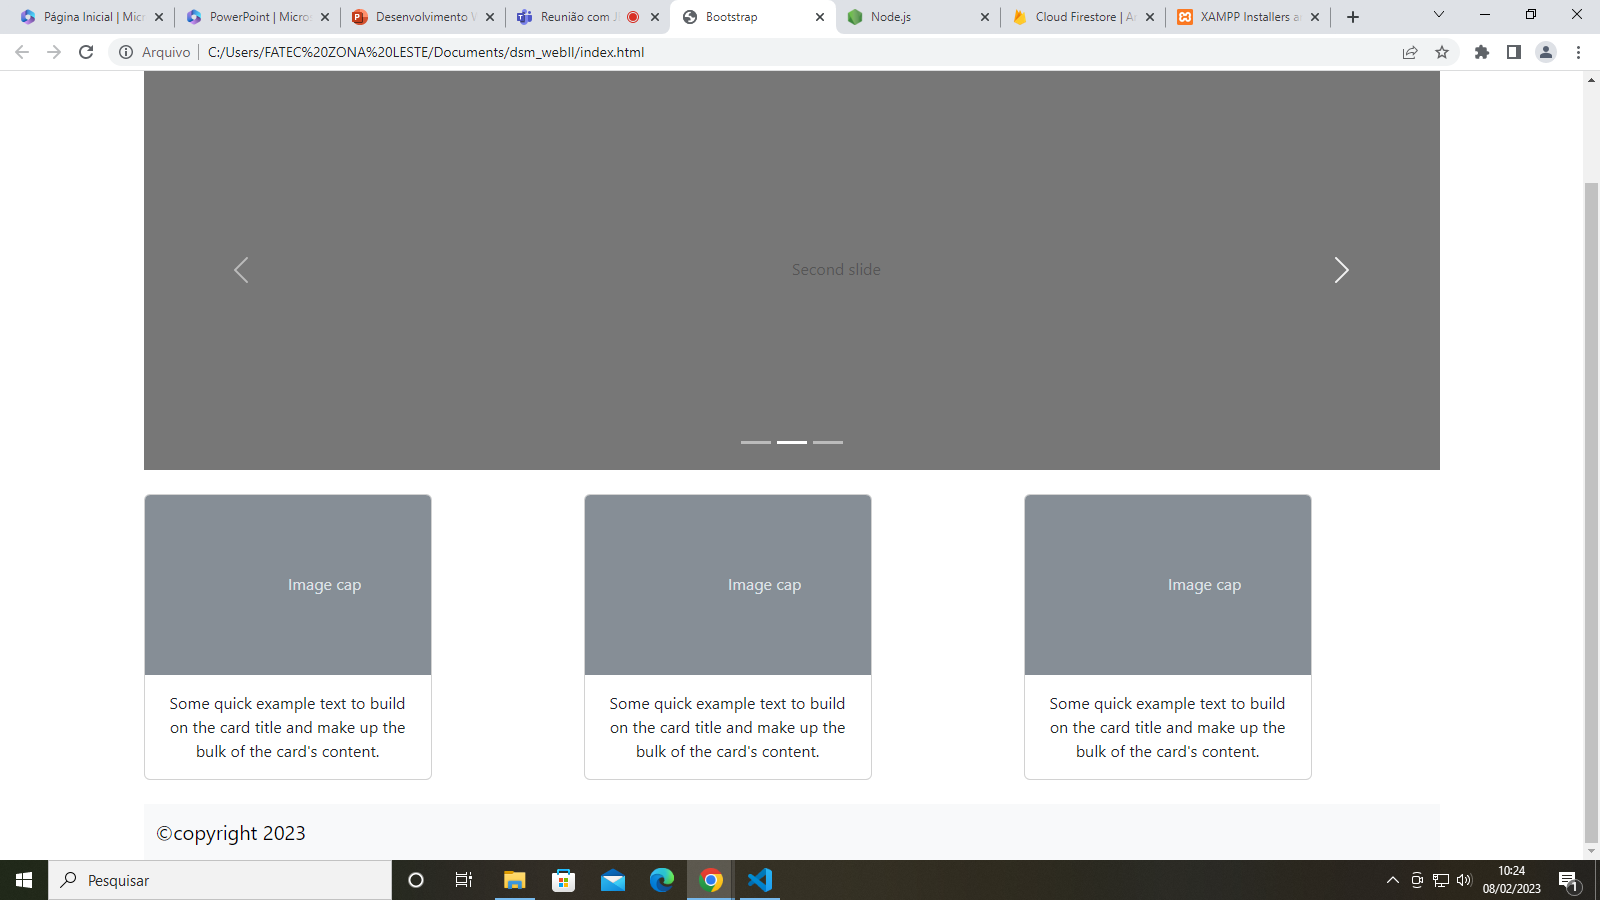 Página Inicial | Micr
PowerPoint | Micros
Desenvolvimento W
Reunião com JE
Bootstrap
Node.js
Cloud Firestore | A
XAMPP Installers a
Arquivo
C:/Users/FATEC%20ZONA%20LESTE/Documents/dsm_webII/index.html
Second slide
Image cap
Image cap
Image cap
Some quick example text to build
on the card title and make up the
bulk of the card's content.
Some quick example text to build
on the card title and make up the
bulk of the card's content.
Some quick example text to build
on the card title and make up the
bulk of the card's content.
©copyright 2023
Pesquisar
10:24
08/02/2023
1